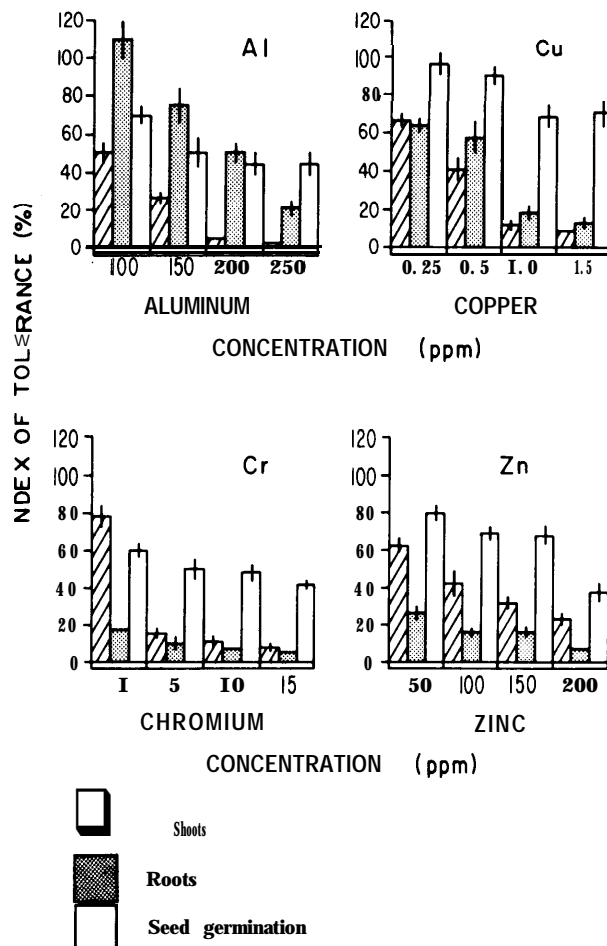 NDEX OF TOLERANCE (%)
Al
120
100
80
60
40
20
0
100 150 200 250
ALUMINUM
Cu
120
100
80
60
40
20
0
0.25 0.5 1.0 1.5
COPPER
CONCENTRATION (ppm)
Cr
120
100
80
60
40
20
0
1 5 10 15
CHROMIUM
Zn
120
100
80
60
40
20
0
50 100 150 200
ZINC
CONCENTRATION (ppm)
Shoots
Roots
Seed germination